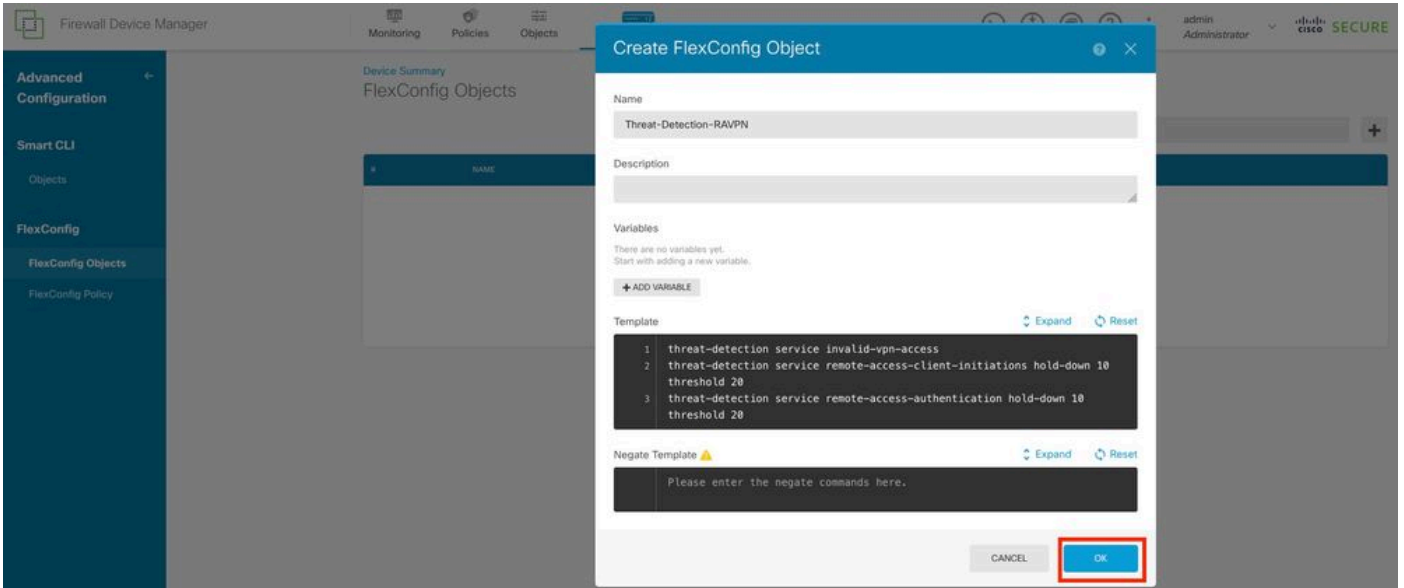 Firewall Device Manager
Monitoring
Policies
Objects
admin
Administrator
cisco SECURE
Advanced
Configuration
Smart CLI
Objects
FlexConfig
FlexConfig Objects
FlexConfig Policy
Device Summary
FlexConfig Objects
#
NAME
Create FlexConfig Object
Name
Threat-Detection-RAVPN
Description
Variables
There are no variables yet.
Start with adding a new variable.
+ ADD VARIABLE
Template
Expand
Reset
1 threat-detection service invalid-vpn-access
2 threat-detection service remote-access-client-initiations hold-down 10
threshold 20
3 threat-detection service remote-access-authentication hold-down 10
threshold 20
Negate Template
Expand
Reset
Please enter the negate commands here.
CANCEL
OK